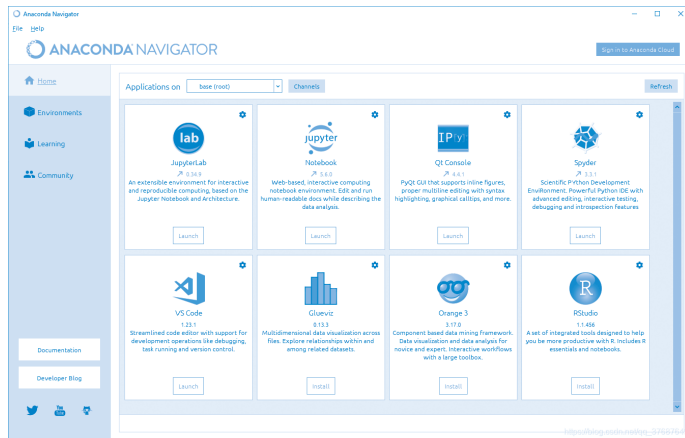 Anaconda Navigator
File Help
ANACONDA NAVIGATOR
Sign in to Anaconda Cloud
Home
Environments
Learning
Community
Documentation
Developer Blog
Applications on base (root) Channels Refresh
lab
JupyterLab
0.34.9
An extensible environment for interactive
and reproducible computing, based on the
Jupyter Notebook and Architecture.
Launch
jupyter
Notebook
5.6.0
Web-based, interactive computing
notebook environment. Edit and run
human-readable docs while describing the
data analysis.
Launch
IP[y]:
Qt Console
4.4.1
PyQt GUI that supports inline figures,
proper multiline editing with syntax
highlighting, graphical calltips, and more.
Launch
Spyder
3.3.1
Scientific PYthon Development
EnviRonment. Powerful Python IDE with
advanced editing, interactive testing,
debugging and introspection features
Launch
VS Code
1.23.1
Streamlined code editor with support for
development operations like debugging,
task running and version control.
Launch
Glueviz
0.13.3
Multidimensional data visualization across
files. Explore relationships within and
among related datasets.
Install
Orange 3
3.17.0
Component based data mining framework.
Data visualization and data analysis for
novice and expert. Interactive workflows
with a large toolbox.
Install
R
RStudio
1.1.456
A set of integrated tools designed to help
you be more productive with R. Includes R
essentials and notebooks.
Install
You
Tube